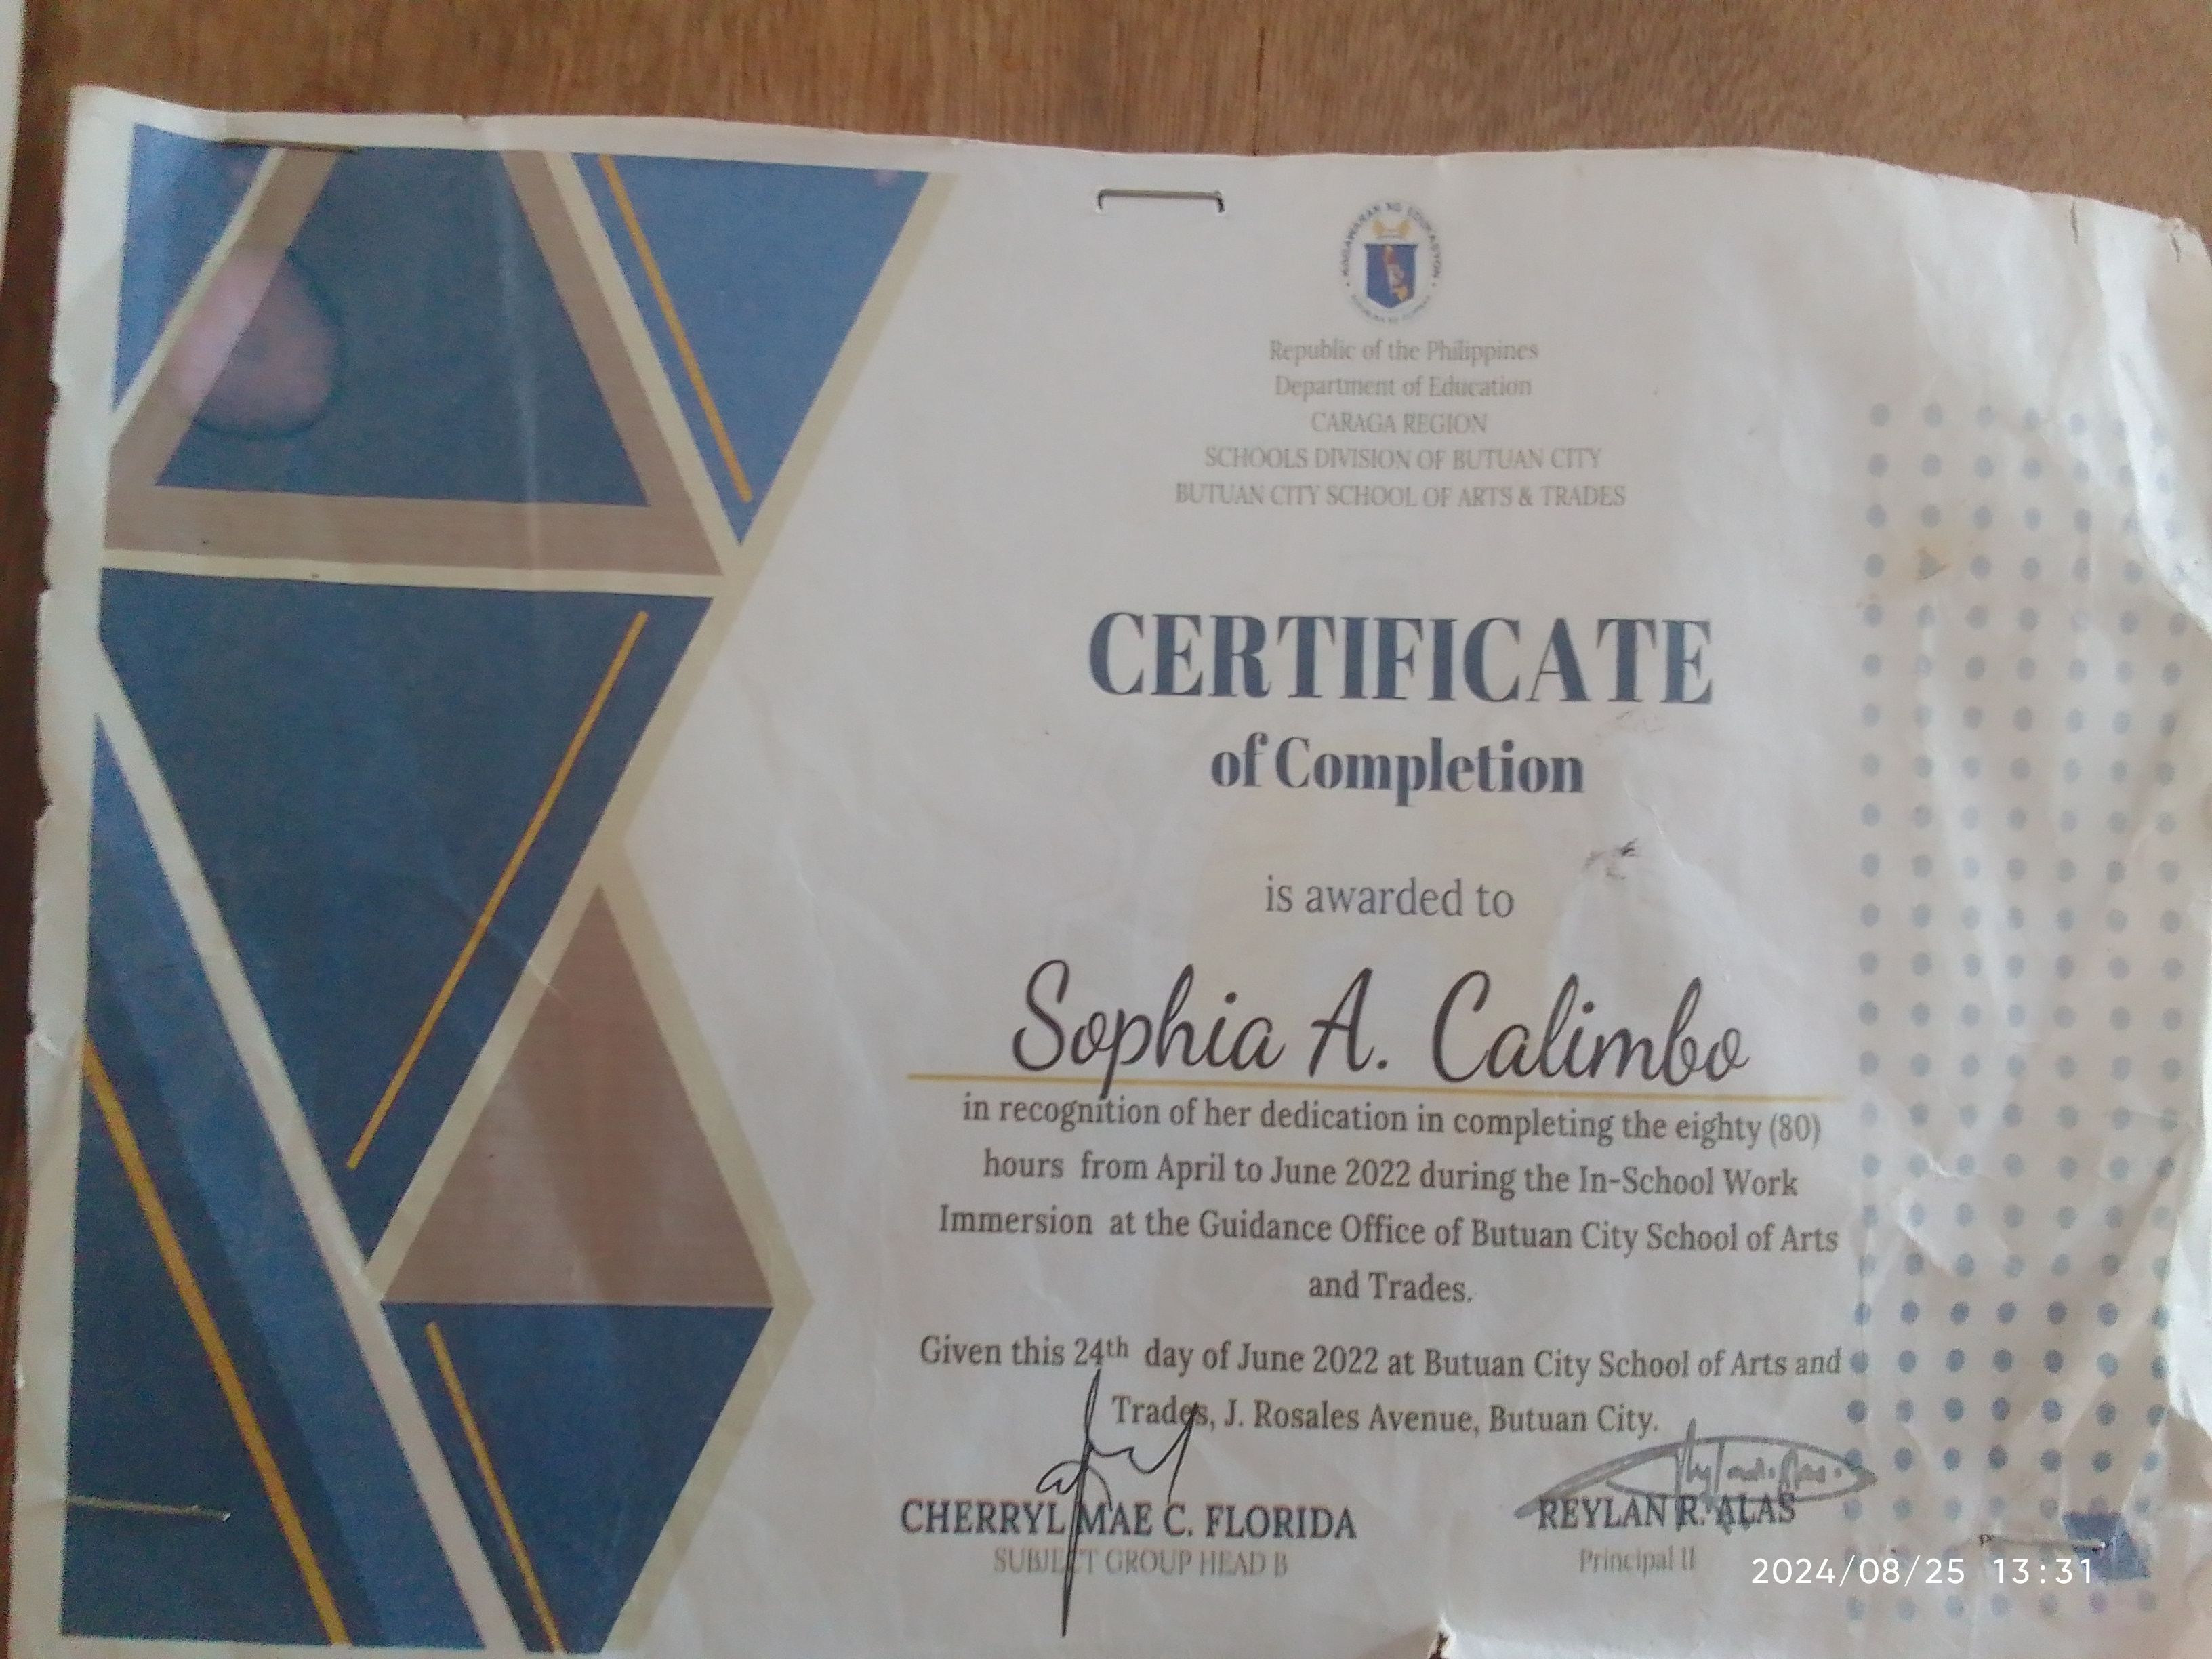 KAGAWARAN NG EDUKASYON
Republic of the Philippines
Department of Education
CARAGA REGION
SCHOOLS DIVISION OF BUTUAN CITY
BUTUAN CITY SCHOOL OF ARTS & TRADES
CERTIFICATE
of Completion
is awarded to
Sophia A. Calimbo
in recognition of her dedication in completing the eighty (80)
hours from April to June 2022 during the In-School Work
Immersion at the Guidance Office of Butuan City School of Arts
and Trades.
Given this 24th day of June 2022 at Butuan City School of Arts and
Trades, J. Rosales Avenue, Butuan City.
CHERRYL MAE C. FLORIDA
SUBJECT GROUP HEAD B
REYLAN R. ALAS
Principal II
2024/08/25 13:31